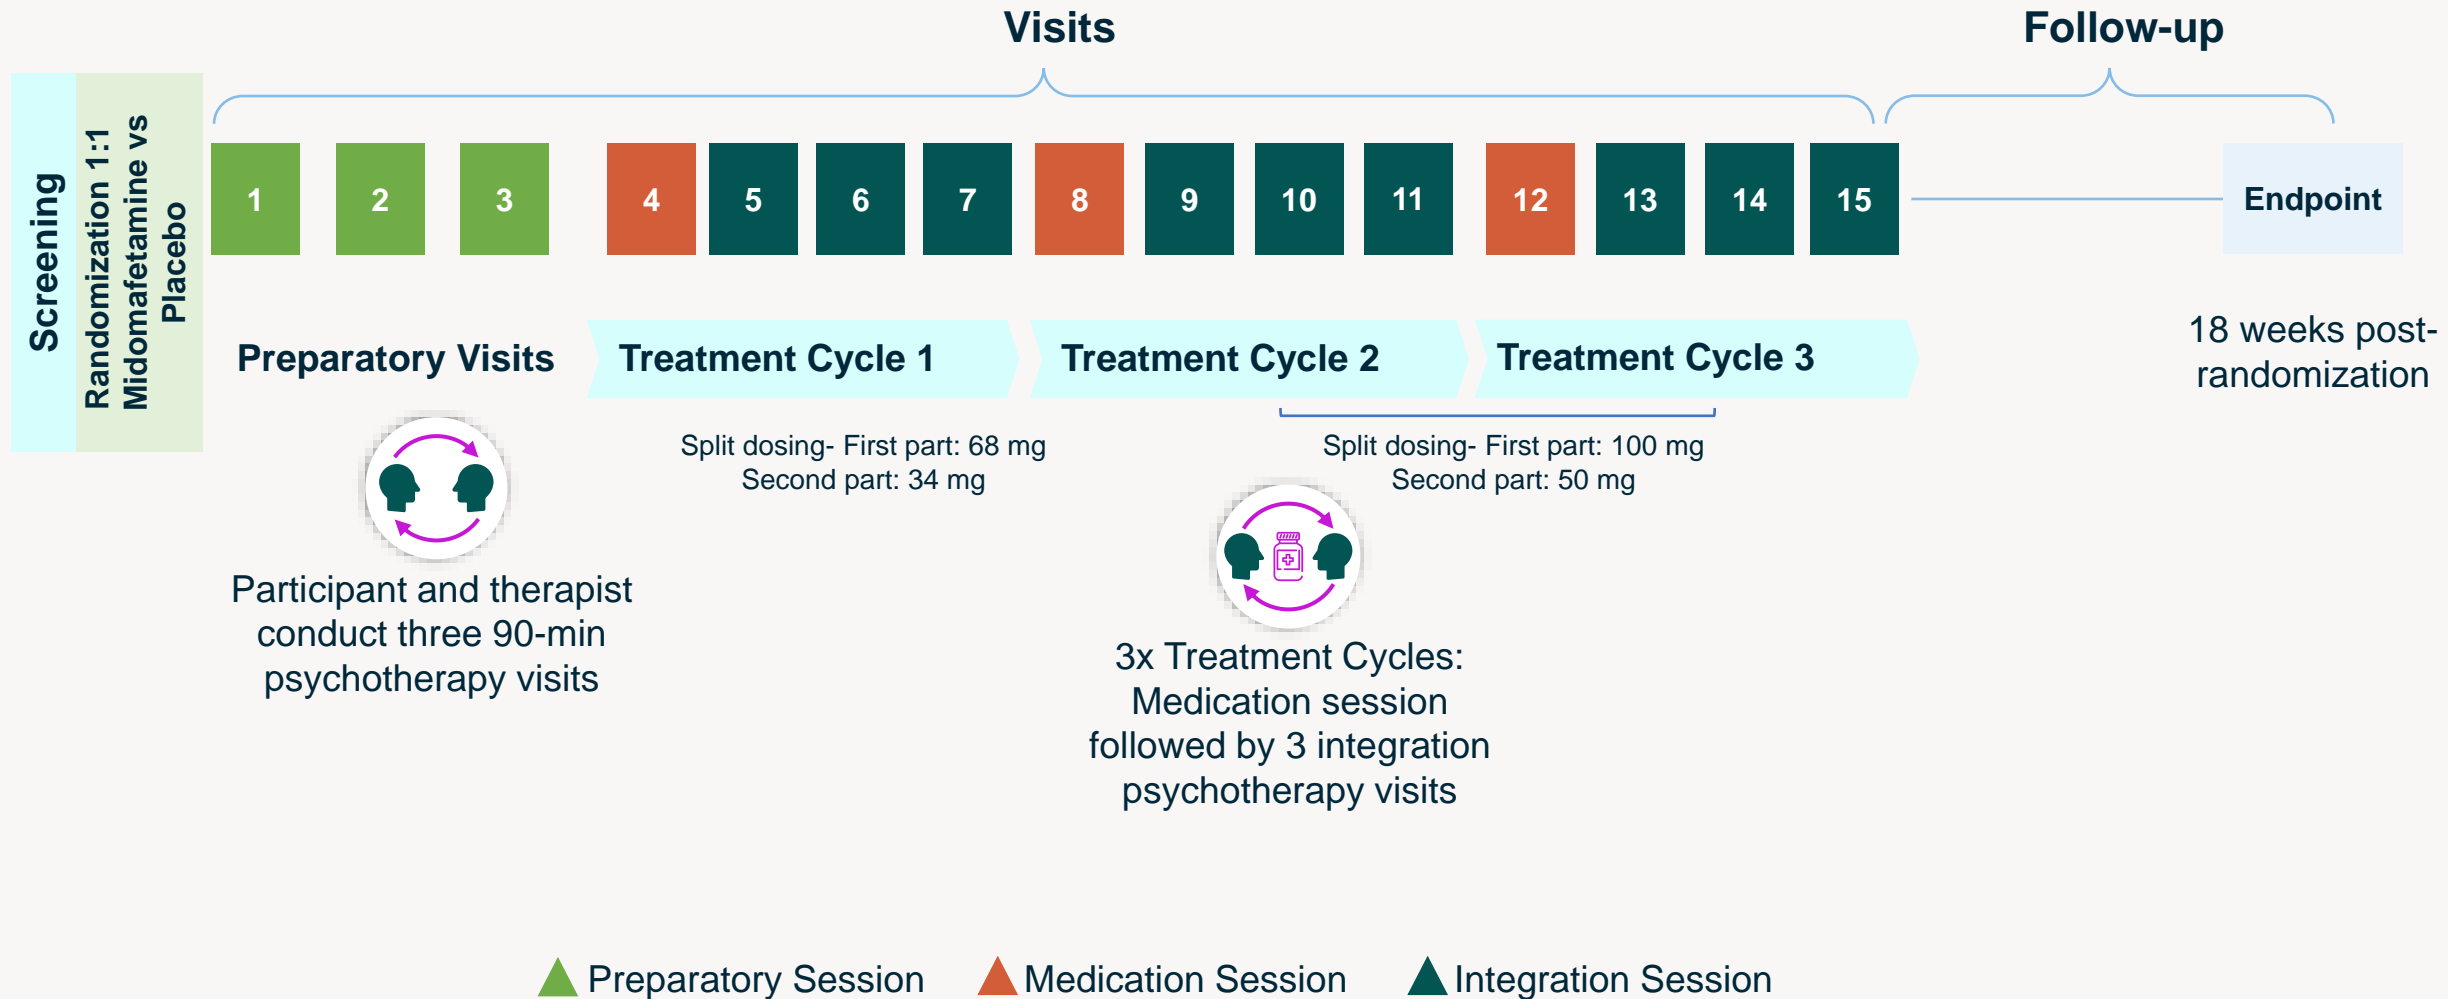 Visits
Follow-up
Screening
Randomization 1:1
Midomafetamine vs
Placebo
1
2
3
4
5
6
7
8
9
10
11
12
13
14
15
Endpoint
Preparatory Visits
Treatment Cycle 1
Treatment Cycle 2
Treatment Cycle 3
18 weeks post-
randomization
Split dosing- First part: 68 mg
Second part: 34 mg
Split dosing- First part: 100 mg
Second part: 50 mg
Participant and therapist
conduct three 90-min
psychotherapy visits
3x Treatment Cycles:
Medication session
followed by 3 integration
psychotherapy visits
Preparatory Session
Medication Session
Integration Session